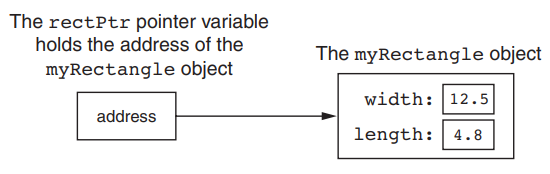 The rectPtr pointer variable
holds the address of the
myRectangle object
The myRectangle object
address
width: 12.5
length: 4.8